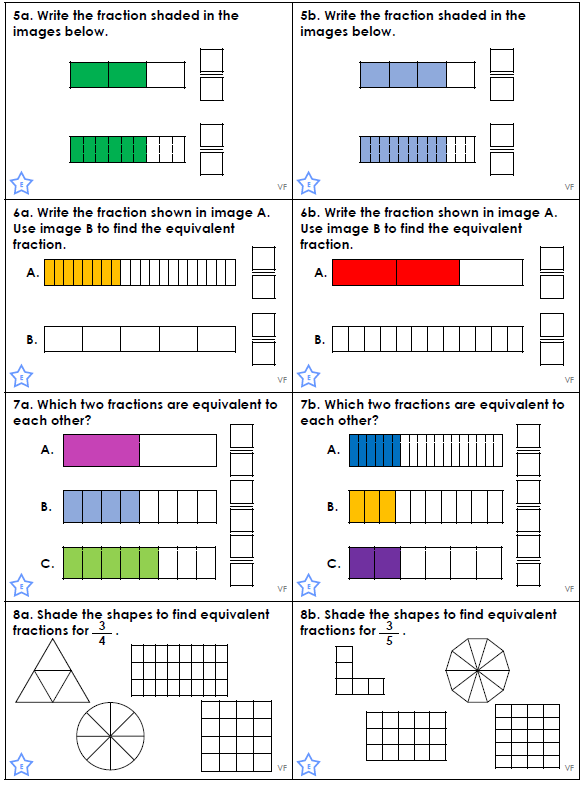 5a. Write the fraction shaded in the
images below.
E
VF
5b. Write the fraction shaded in the
images below.
E
VF
6a. Write the fraction shown in image A.
Use image B to find the equivalent
fraction.
A.
B.
E
VF
6b. Write the fraction shown in image A.
Use image B to find the equivalent
fraction.
A.
B.
E
VF
7a. Which two fractions are equivalent to
each other?
A.
B.
C.
E
VF
7b. Which two fractions are equivalent to
each other?
A.
B.
C.
E
VF
8a. Shade the shapes to find equivalent
fractions for 3/4 .
E
VF
8b. Shade the shapes to find equivalent
fractions for 3/5 .
E
VF